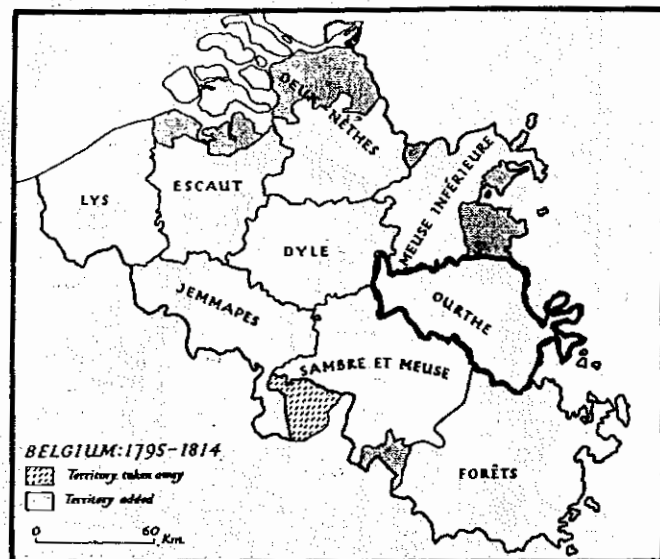 DEUX-NÈTHES
MEUSE INFÉRIEURE
LYS
ESCAUT
DYLE
OURTHE
JEMMAPES
SAMBRE ET MEUSE
FORÊTS
BELGIUM:1795-1814
Territory taken away
Territory added
0 60 Km.